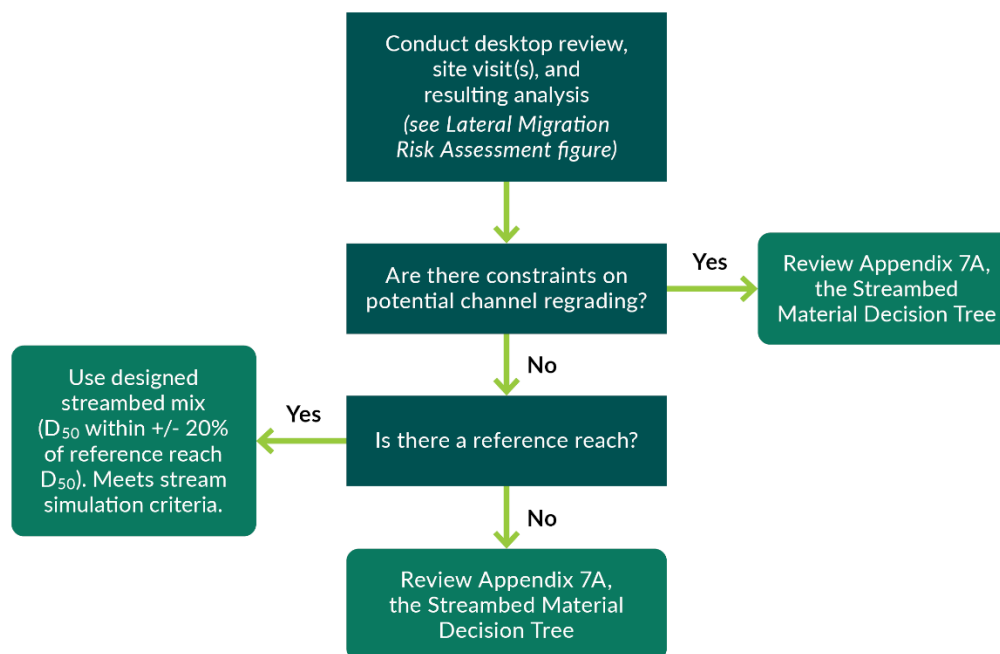 Conduct desktop review,
site visit(s), and
resulting analysis
(see Lateral Migration
Risk Assessment figure)
Are there constraints on
potential channel regrading?
Yes
Review Appendix 7A,
the Streambed
Material Decision Tree
No
Is there a reference reach?
Yes
Use designed
streambed mix
(D₅₀ within +/- 20%
of reference reach
D₅₀). Meets stream
simulation criteria.
No
Review Appendix 7A,
the Streambed Material
Decision Tree